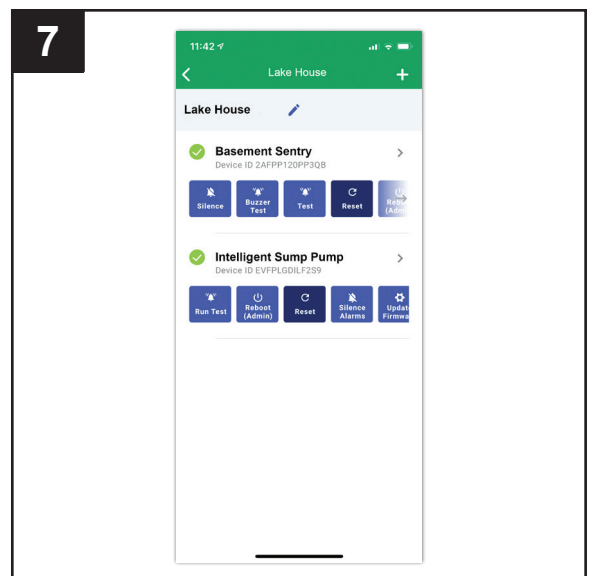 7
11:42
Lake House
Lake House
Basement Sentry
Device ID 2AFPP120PP3QB
Silence
Buzzer Test
Test
Reset
Intelligent Sump Pump
Device ID EVFPLGDILF2S9
Run Test
Reboot (Admin)
Reset
Silence Alarms